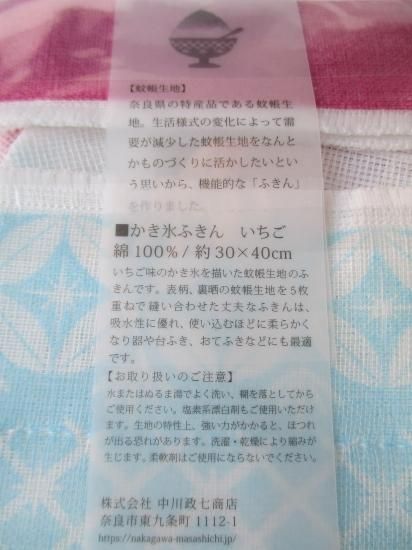 【蚊帳生地】
奈良県の特産品である蚊帳生
地。生活様式の変化によって需
要が減少した蚊帳生地をなんと
かものづくりに活かしたいとい
う思いから、機能的な「ふきん」
を作りました。
■かき氷ふきん いちご
綿100%/約30×40cm
いちご味のかき氷を描いた蚊帳生地のふ
きんです。表柄、裏晒の蚊帳生地を5枚
重ねて縫い合わせた丈夫なふきんは、
吸水性に優れ、使い込むほどに柔らかく
なり器や台ふき、おてふきなどにも最適
です。
【お取り扱いのご注意】
水またはぬるま湯でよく洗い、糊を落としてから
ご使用ください。塩素系漂白剤もご使用いただけ
ます。生地の特性上、強い力がかかると、ほつれ
が出る恐れがあります。洗濯・乾燥により縮みが
生じます。柔軟剤はご使用にならないでください。
株式会社 中川政七商店
奈良市東九条町1112-1
https://nakagawa-masashichi.jp/